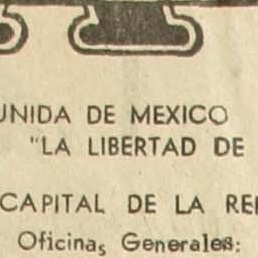 UNIDA DE MEXICO
"LA LIBERTAD DE
CAPITAL DE LA RE
Oficinas Generales: